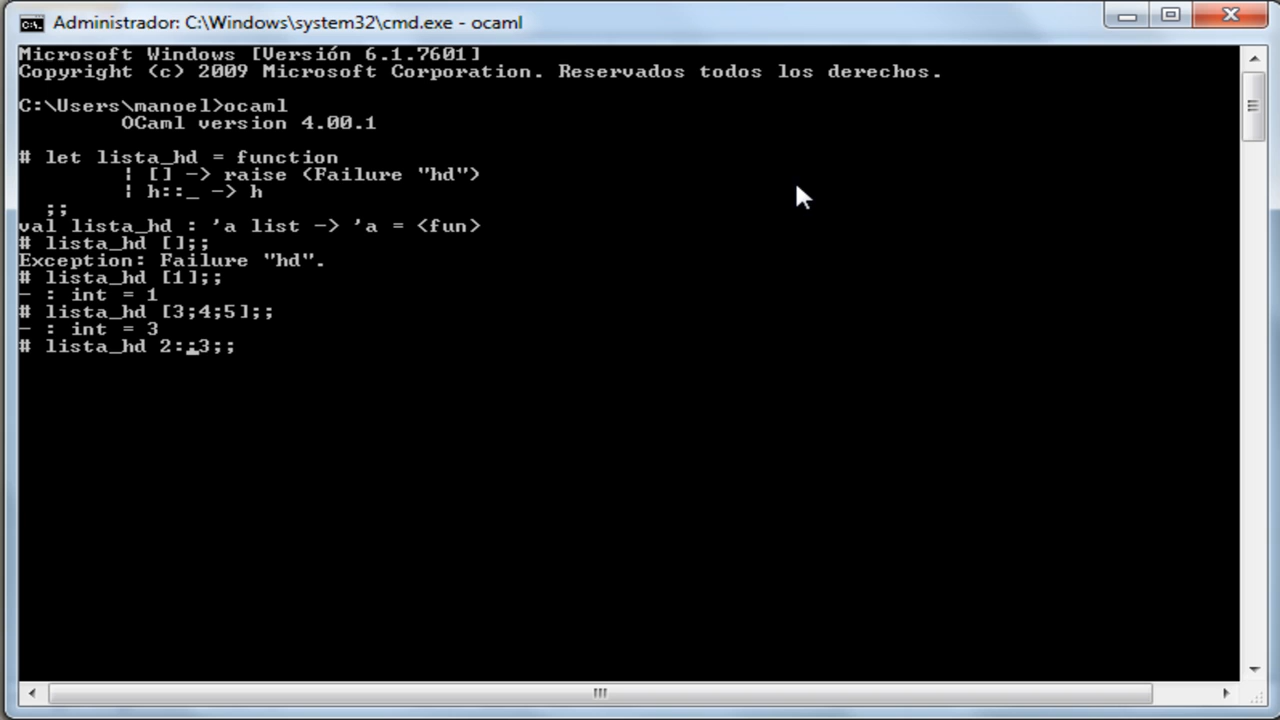 Administrador: C:\Windows\system32\cmd.exe - ocaml
Microsoft Windows [Versión 6.1.7601]
Copyright (c) 2009 Microsoft Corporation. Reservados todos los derechos.
C:\Users\manoel>ocaml
        OCaml version 4.00.1
# let lista_hd = function
            | [] -> raise (Failure "hd")
            | h::_ -> h
   ;;
val lista_hd : 'a list -> 'a = <fun>
# lista_hd [];;
Exception: Failure "hd".
# lista_hd [1];;
- : int = 1
# lista_hd [3;4;5];;
- : int = 3
# lista_hd 2::3;;